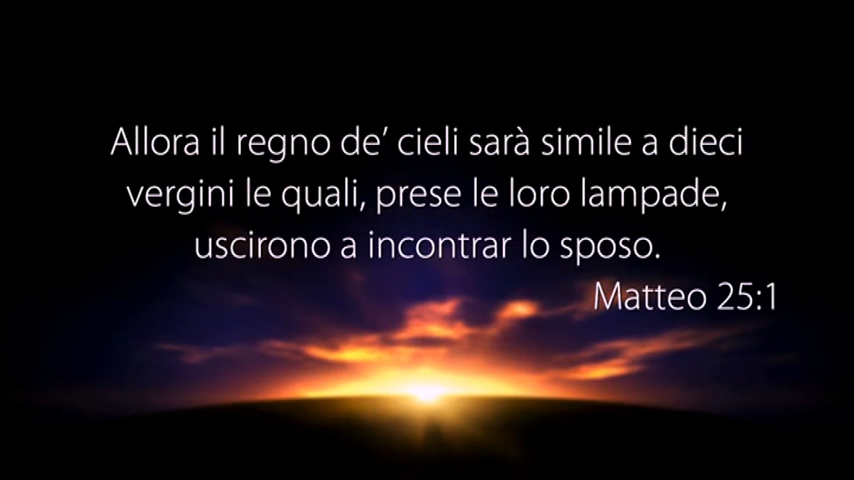 Allora il regno de’ cieli sarà simile a dieci
vergini le quali, prese le loro lampade,
uscirono a incontrar lo sposo.
Matteo 25:1